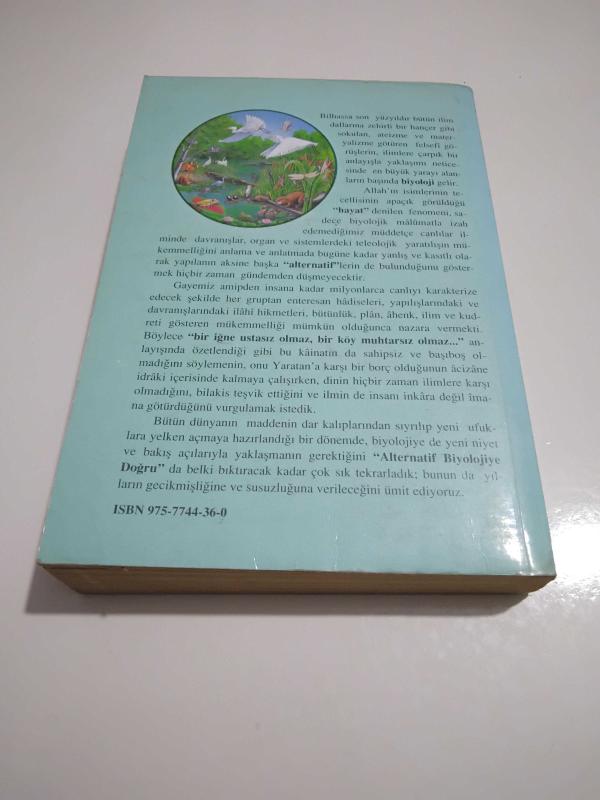 Bilhassa son yüzyıldır bütün ilim
dallarına zehirli bir hançer gibi
sokulan, ateizme ve mater-
yalizme götüren felsefî gö-
rüşlerin, ilimlere çarpık bir
anlayışla yaklaşımı netice-
sinde en büyük yarayı alan-
ların başında biyoloji gelir.
Allah'ın isimlerinin te-
cellisinin apaçık görüldüğü
"hayat" denilen fenomeni, sa-
dece biyolojik mâlûmatla izah
edemediğimiz müddetçe canlılar il-
minde davranışlar, organ ve sistemlerdeki teleolojik yaratılışın mü-
kemmelliğini anlama ve anlatmada bugüne kadar yanlış ve kasıtlı ola-
rak yapılanın aksine başka "alternatif"lerin de bulunduğunu göster-
mek hiçbir zaman gündemden düşmeyecektir.
Gayemiz amipden insana kadar milyonlarca canlıyı karakterize
edecek şekilde her gruptan enteresan hâdiseleri, yapılışlarındaki ve
davranışlarındaki ilâhî hikmetleri, bütünlük, plân, âhenk, ilim ve kud-
reti gösteren mükemmelliği mümkün olduğunca nazara vermekti.
Böylece "bir iğne ustasız olmaz, bir köy muhtarsız olmaz..." an-
layışında özetlendiği gibi bu kâinatın da sahipsiz ve başıboş ol-
madığını söylemenin, onu Yaratan'a karşı bir borç olduğunun âcizâne
idrâki içerisinde kalmaya çalışırken, dinin hiçbir zaman ilimlere karşı
olmadığını, bilakis teşvik ettiğini ve ilmin de insanı inkâra değil îma-
na götürdüğünü vurgulamak istedik.
Bütün dünyanın maddenin dar kalıplarından sıyrılıp yeni ufuk-
lara yelken açmaya hazırlandığı bir dönemde, biyolojiye de yeni niyet
ve bakış açılarıyla yaklaşmanın gerektiğini "Alternatif Biyolojiye
Doğru" da belki bıktıracak kadar çok sık tekrarladık; bunun da yıl-
ların gecikmişliğine ve susuzluğuna verileceğini ümit ediyoruz.
ISBN 975-7744-36-0